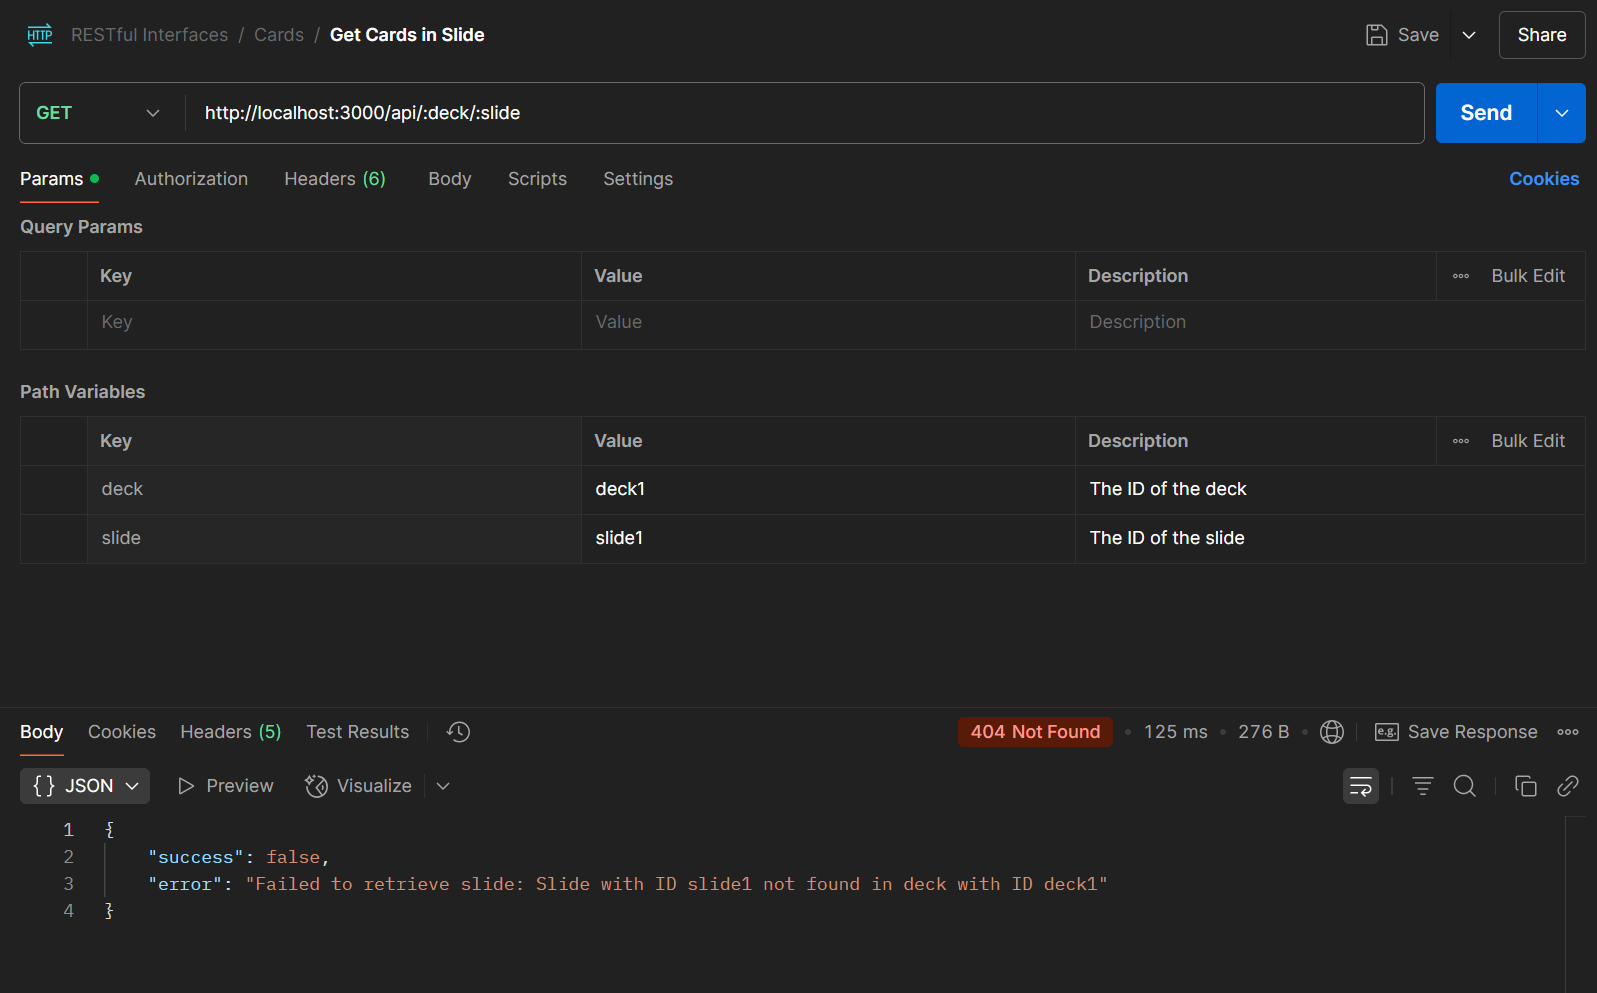 HTTP RESTful Interfaces / Cards / Get Cards in Slide Save Share
GET http://localhost:3000/api/:deck/:slide Send
Params Authorization Headers (6) Body Scripts Settings Cookies
Query Params
Key Value Description Bulk Edit
Key Value Description
Path Variables
Key Value Description Bulk Edit
deck deck1 The ID of the deck
slide slide1 The ID of the slide
Body Cookies Headers (5) Test Results 404 Not Found • 125 ms • 276 B • e.g. Save Response
{} JSON Preview Visualize
1 {
2 "success": false,
3 "error": "Failed to retrieve slide: Slide with ID slide1 not found in deck with ID deck1"
4 }